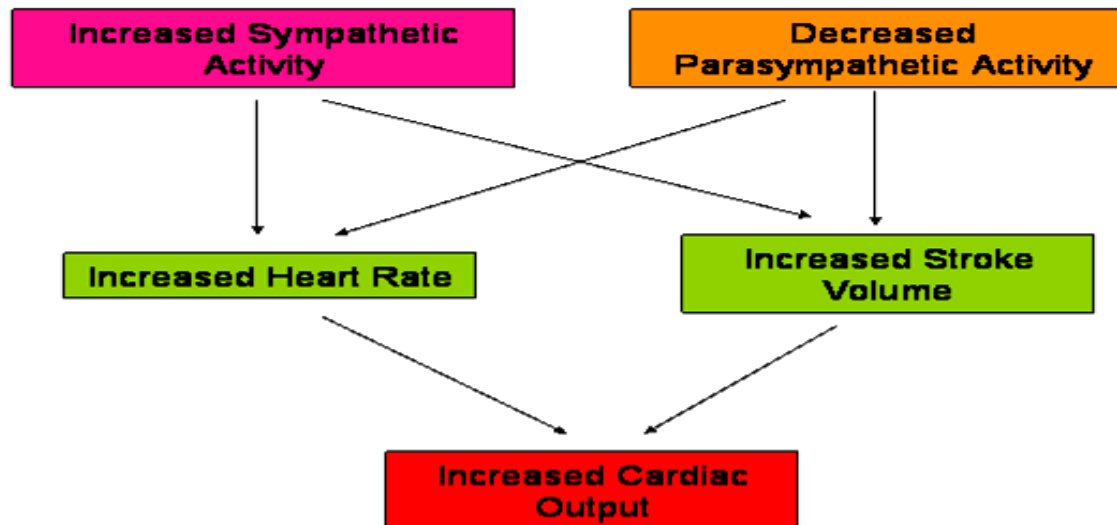 Increased Sympathetic
Activity
Decreased
Parasympathetic Activity
Increased Heart Rate
Increased Stroke
Volume
Increased Cardiac
Output